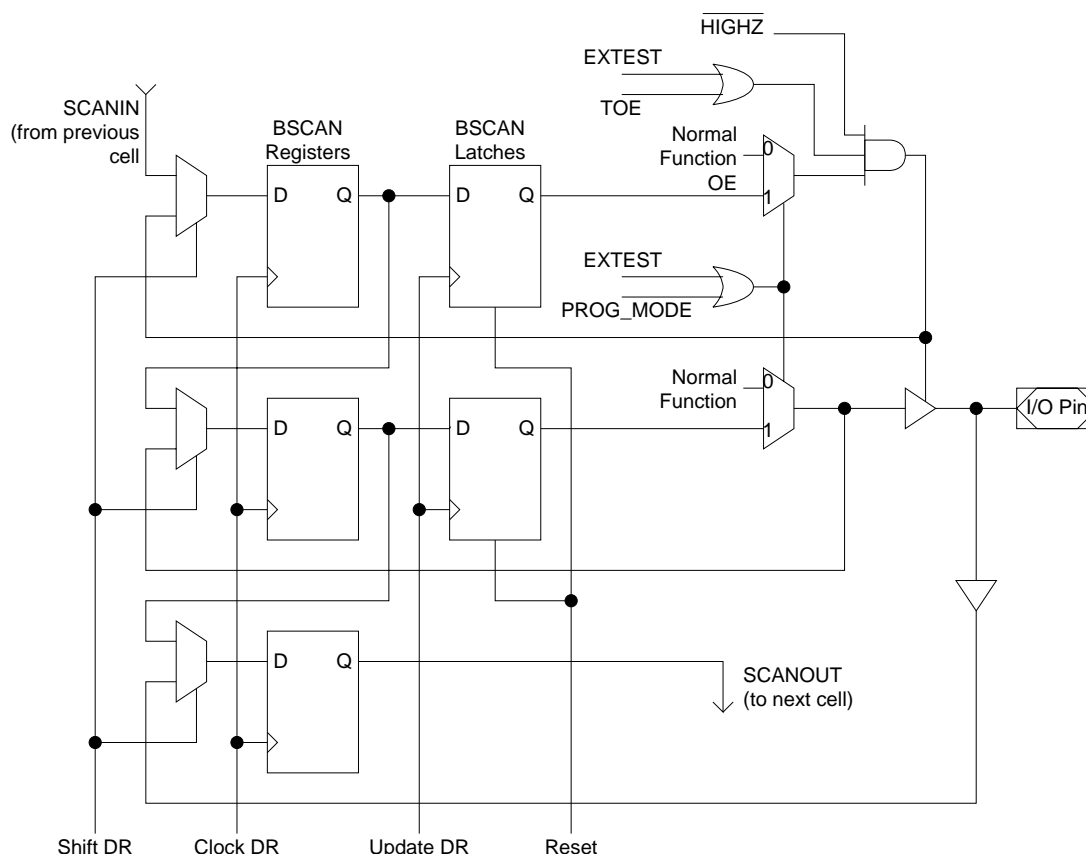 HIGHZ
EXTEST
TOE
SCANIN
(from previous
cell)
BSCAN
Registers
BSCAN
Latches
Normal
Function
OE
0
1
D
Q
D
Q
EXTEST
PROG_MODE
Normal
Function
0
1
I/O Pin
D
Q
D
Q
D
Q
SCANOUT
(to next cell)
Shift DR
Clock DR
Update DR
Reset